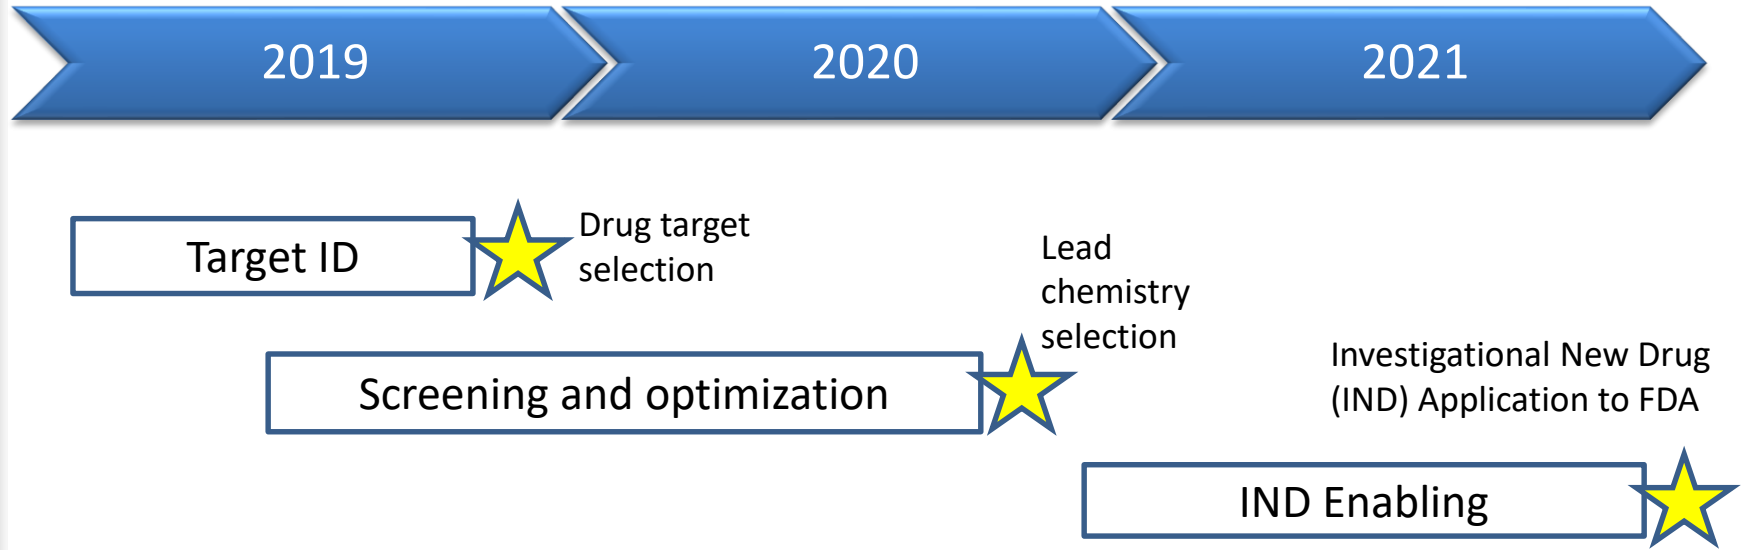 2019
2020
2021
Target ID
Drug target
selection
Lead
chemistry
selection
Screening and optimization
Investigational New Drug
(IND) Application to FDA
IND Enabling